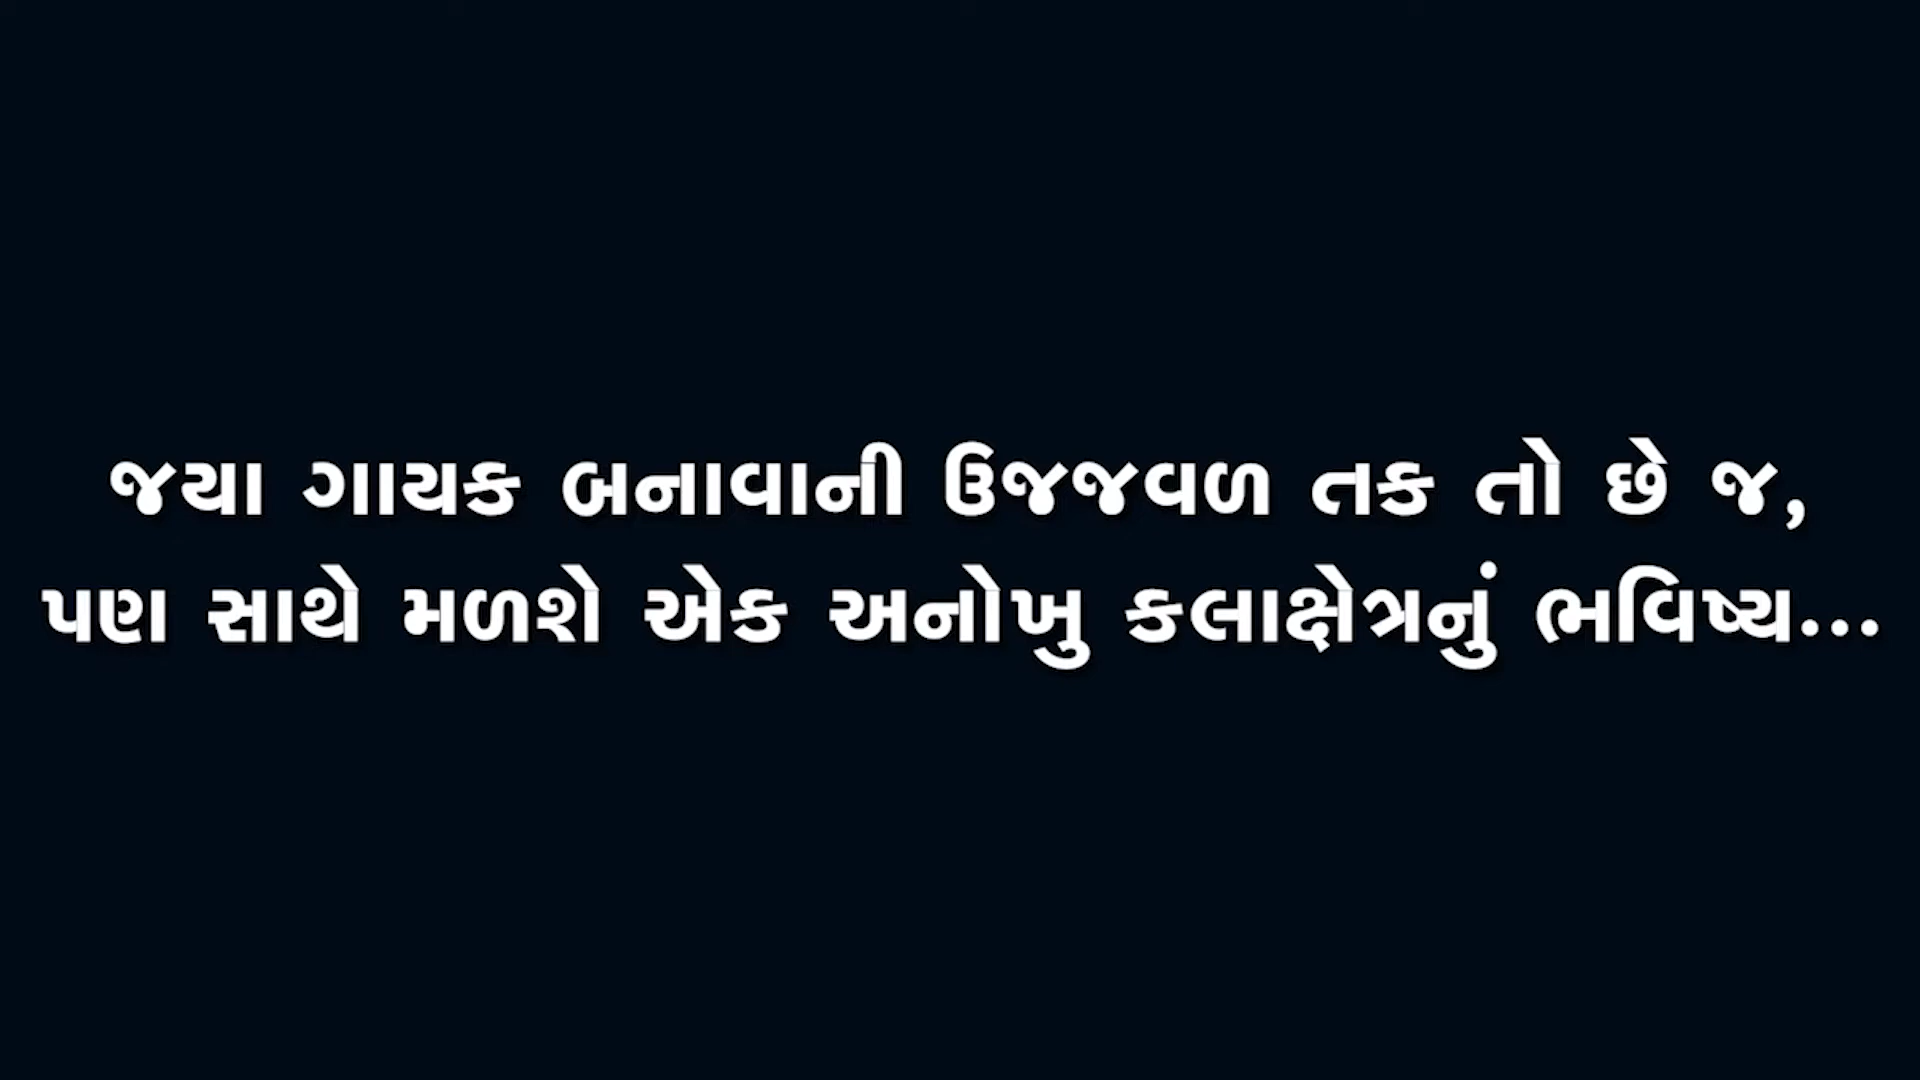 જયા ગાયક બનાવાની ઉજજવળ તક તો છે જ,
પણ સાથે મળશે એક અનોખુ કલાક્ષેત્રનું ભવિષ્ય...